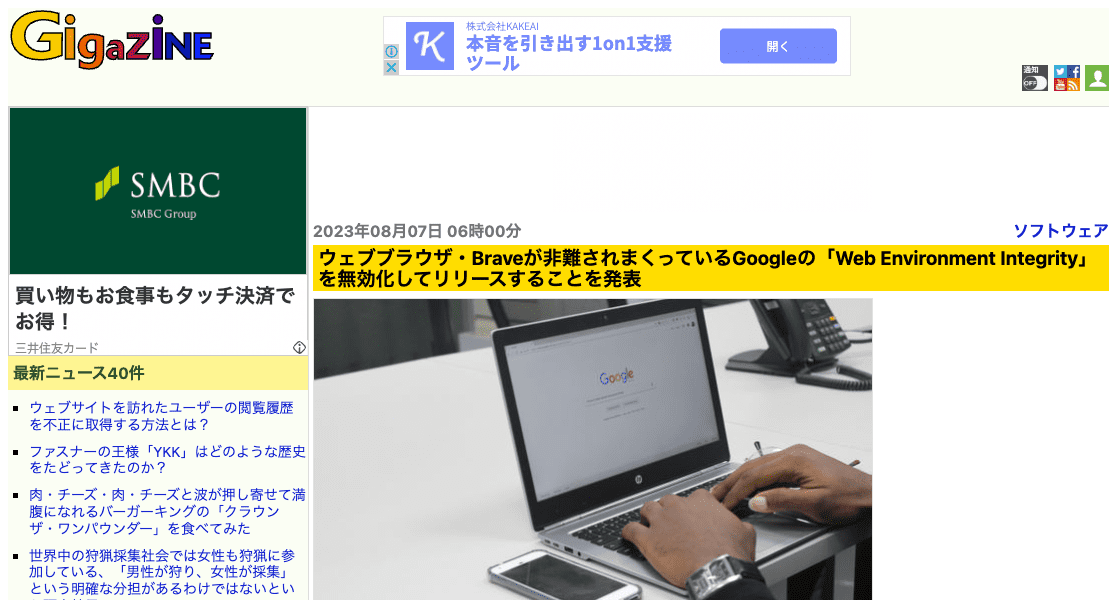 GigaZiNE
株式会社KAKEAI
本音を引き出す1on1支援
ツール
開く
通知
OFF
SMBC
SMBC Group
買い物もお食事もタッチ決済で
お得！
三井住友カード
最新ニュース40件
ウェブサイトを訪れたユーザーの閲覧履歴
を不正に取得する方法とは？
ファスナーの王様「YKK」はどのような歴史
をたどってきたのか？
肉・チーズ・肉・チーズと波が押し寄せて満
腹になれるバーガーキングの「クラウン
ザ・ワンパウンダー」を食べてみた
世界中の狩猟採集社会では女性も狩猟に参
加している、「男性が狩り、女性が採集」
という明確な分担があるわけではないとい
2023年08月07日 06時00分
ソフトウェア
ウェブブラウザ・Braveが非難されまくっているGoogleの「Web Environment Integrity」
を無効化してリリースすることを発表
Google
hp